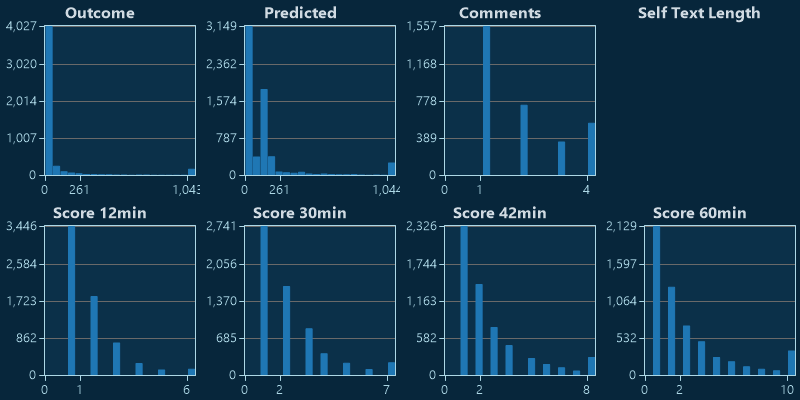 Outcome
4,027
3,020
2,014
1,007
0
0 261 1,043
Predicted
3,149
2,362
1,574
787
0
0 261 1,044
Comments
1,557
1,168
778
389
0
0 1 4
Self Text Length
Score 12min
3,446
2,584
1,723
862
0
0 1 6
Score 30min
2,741
2,056
1,370
685
0
0 2 7
Score 42min
2,326
1,744
1,163
582
0
0 2 8
Score 60min
2,129
1,597
1,064
532
0
0 2 10